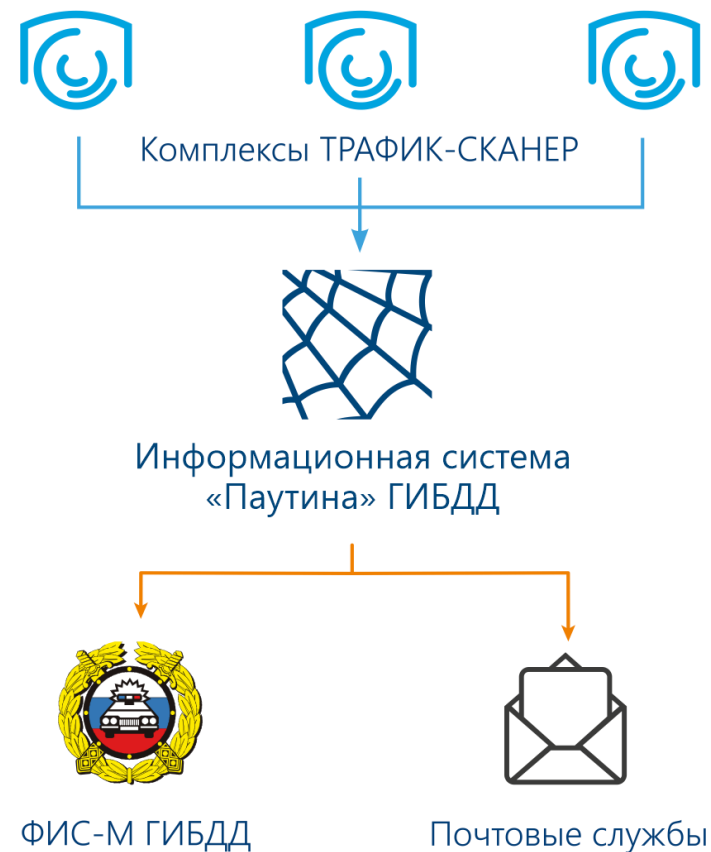 Комплексы ТРАФИК-СКАНЕР
Информационная система
«Паутина» ГИБДД
ФИС-М ГИБДД
Почтовые службы